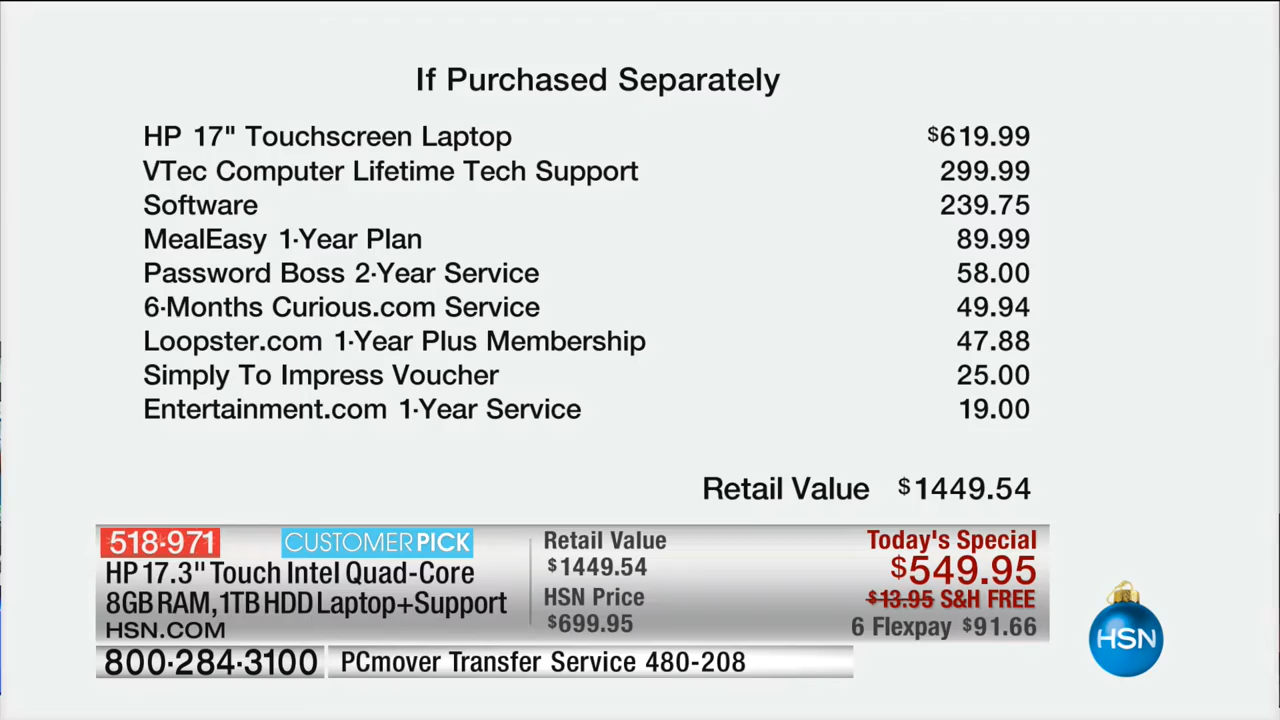 If Purchased Separately
HP 17" Touchscreen Laptop $619.99
VTec Computer Lifetime Tech Support 299.99
Software 239.75
MealEasy 1-Year Plan 89.99
Password Boss 2-Year Service 58.00
6-Months Curious.com Service 49.94
Loopster.com 1-Year Plus Membership 47.88
Simply To Impress Voucher 25.00
Entertainment.com 1-Year Service 19.00
Retail Value $1449.54
518-971 CUSTOMERPICK
HP 17.3" Touch Intel Quad-Core
8GB RAM,1TB HDD Laptop+Support
HSN.COM
Retail Value
$1449.54
HSN Price
$699.95
Today's Special
$549.95
$13.95 S&H FREE
6 Flexpay $91.66
HSN
800-284-3100 PCmover Transfer Service 480-208